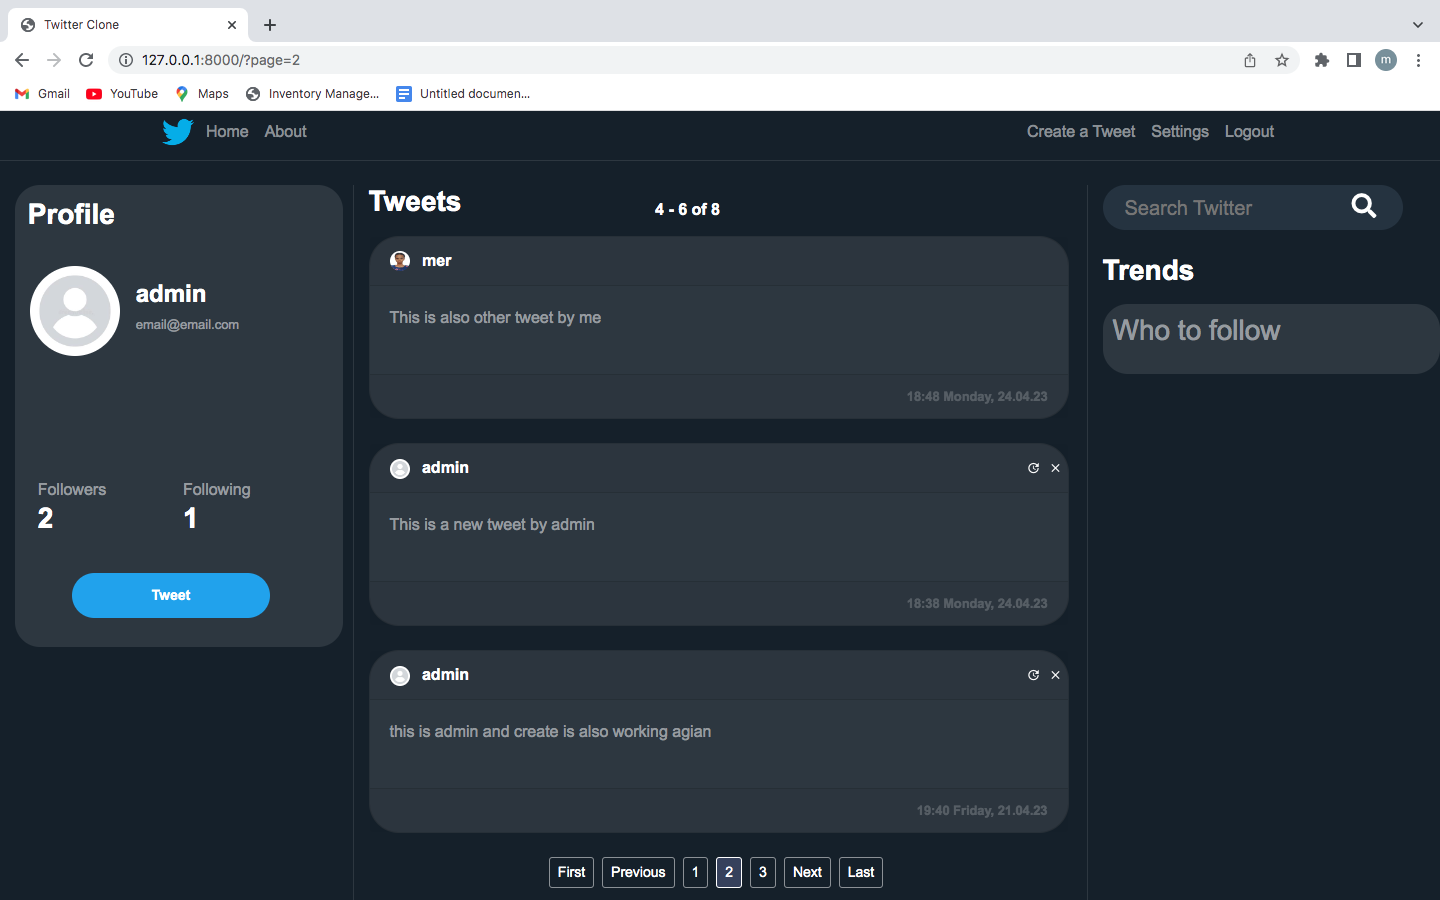 Twitter Clone
127.0.0.1:8000/?page=2
m
Gmail YouTube Maps Inventory Manage... Untitled documen...
Home About Create a Tweet Settings Logout
Profile
admin
email@email.com
Followers Following
2 1
Tweet
Tweets 4 - 6 of 8
mer
This is also other tweet by me
18:48 Monday, 24.04.23
admin
This is a new tweet by admin
18:38 Monday, 24.04.23
admin
this is admin and create is also working agian
19:40 Friday, 21.04.23
First Previous 1 2 3 Next Last
Search Twitter
Trends
Who to follow